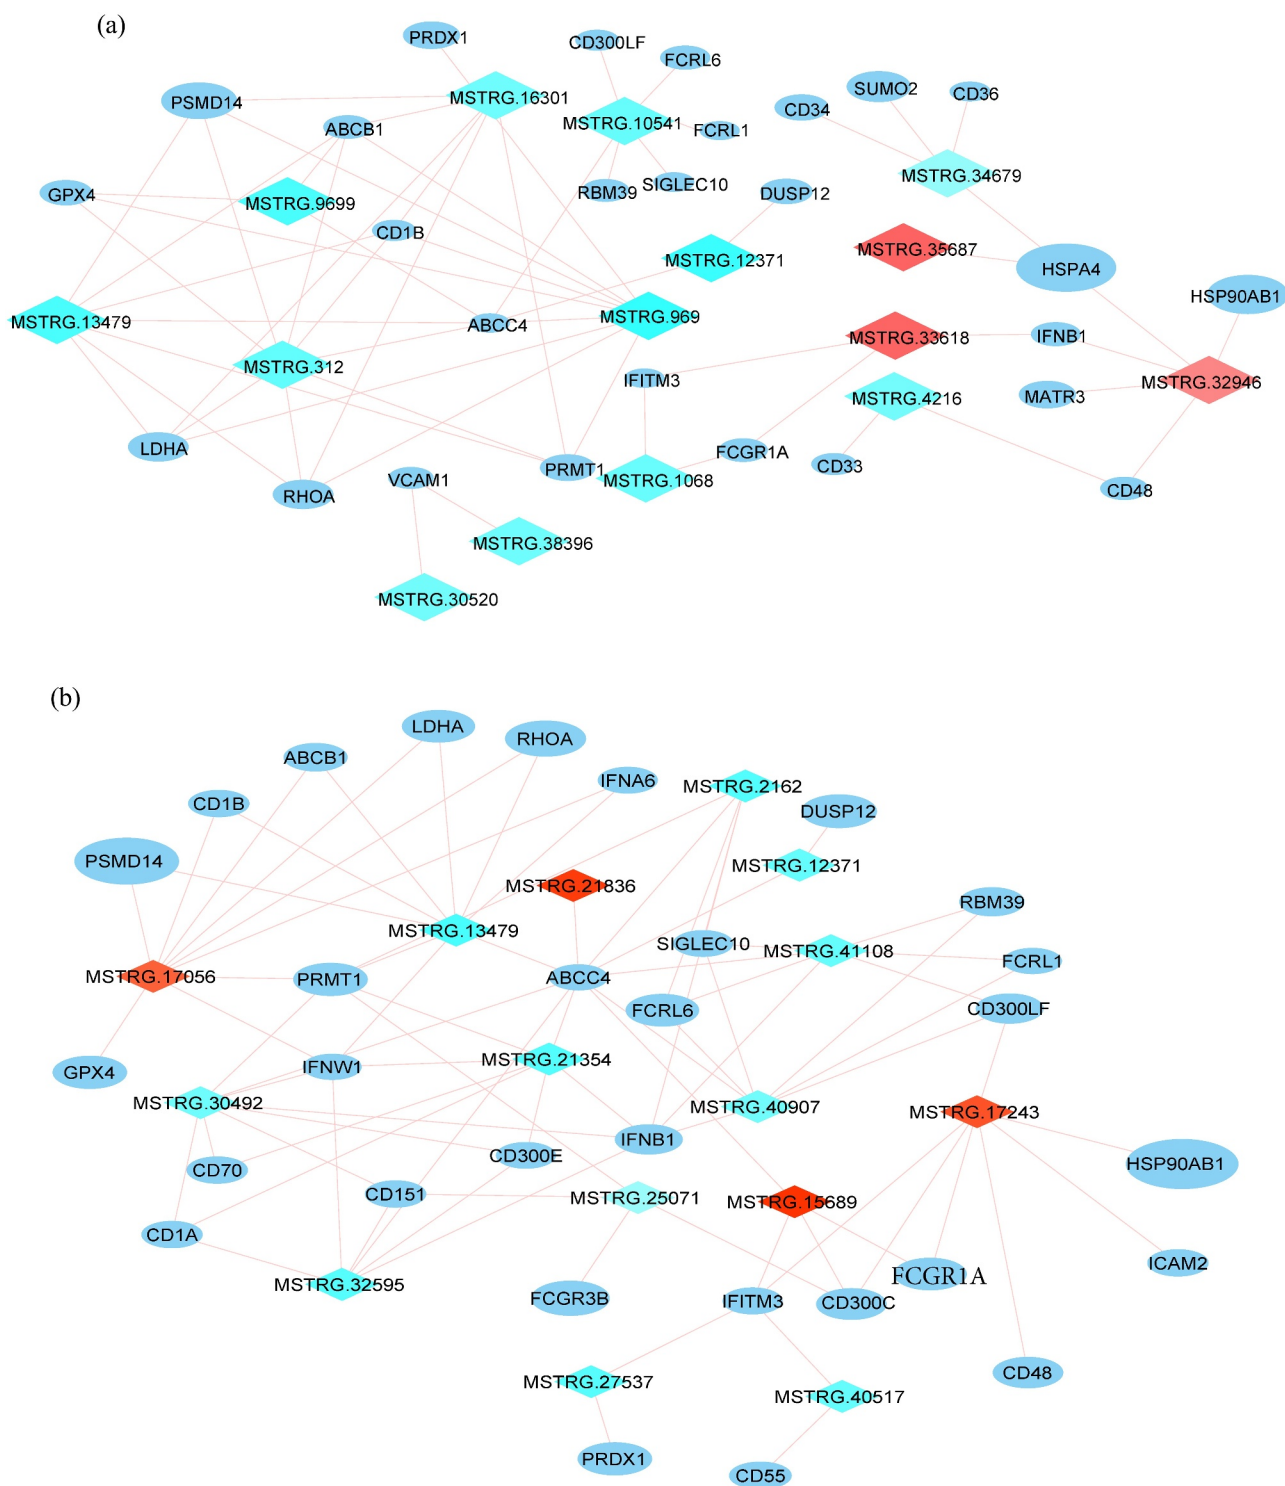 (a)
PRDX1
CD300LF
FCRL6
SUMO2
CD36
PSMD14
MSTRG.16301
CD34
MSTRG.10541
ABCB1
FCRL1
MSTRG.34679
SIGLEC10
GPX4
RBM39
DUSP12
MSTRG.9699
CD1B
MSTRG.35687
MSTRG.12371
HSPA4
HSP90AB1
MSTRG.13479
ABCC4
MSTRG.969
MSTRG.33618
IFNB1
MSTRG.312
IFITM3
MSTRG.32946
MSTRG.4216
MATR3
LDHA
FCGR1A
CD33
PRMT1
VCAM1
MSTRG.1068
CD48
RHOA
MSTRG.38396
MSTRG.30520
(b)
LDHA
RHOA
ABCB1
IFNA6
MSTRG.2162
CD1B
DUSP12
PSMD14
MSTRG.12371
MSTRG.21836
RBM39
MSTRG.13479
SIGLEC10
MSTRG.41108
FCRL1
MSTRG.17056
PRMT1
ABCC4
FCRL6
CD300LF
GPX4
IFNW1
MSTRG.21354
MSTRG.30492
MSTRG.40907
MSTRG.17243
IFNB1
CD300E
HSP90AB1
CD70
CD151
MSTRG.25071
MSTRG.15689
CD1A
ICAM2
FCGR1A
MSTRG.32595
FCGR3B
IFITM3
CD300C
CD48
MSTRG.27537
MSTRG.40517
PRDX1
CD55